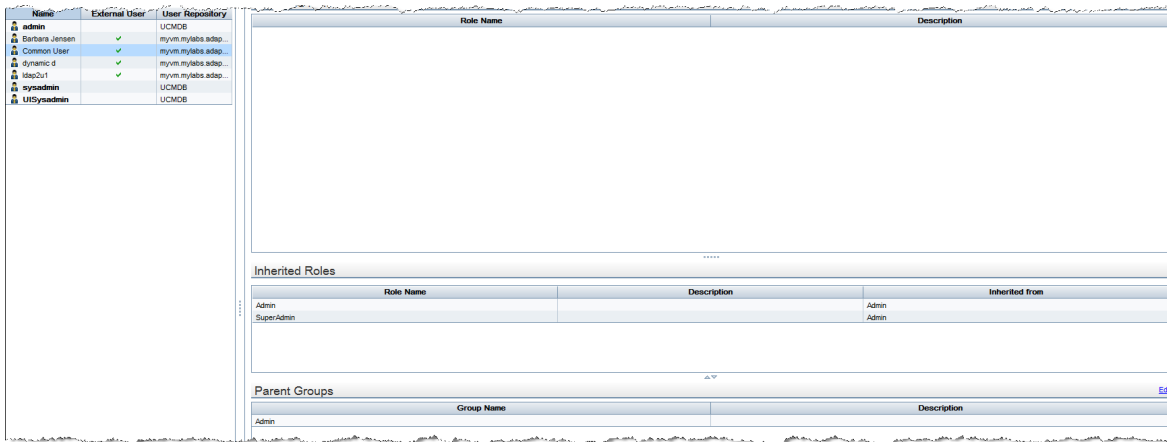 Name External User User Repository
admin UCMDB
Barbara Jensen myvm.mylabs.adap...
Common User myvm.mylabs.adap...
dynamic d myvm.mylabs.adap...
ldap2u1 myvm.mylabs.adap...
sysadmin UCMDB
UISysadmin UCMDB
Role Name Description
Inherited Roles
Role Name Description Inherited from
Admin Admin
SuperAdmin Admin
Parent Groups Ed
Group Name Description
Admin